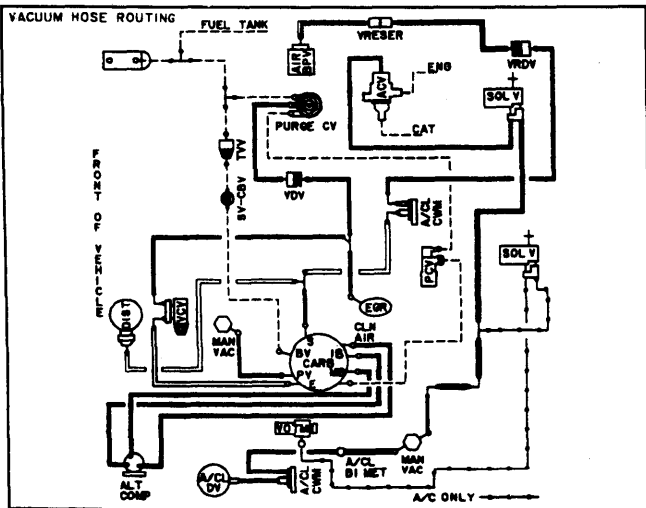 VACUUM HOSE ROUTING
FUEL TANK
VRESER
AIR
BPV
VRDV
ENG
ACV
SOL V
CAT
PURGE CV
TVV
FRONT OF VEHICLE
VDV
SV-CBV
A/CL
CWM
SOL V
PCV
EGR
DIST
VCV
MAN
VAC
CLN
AIR
S
BV
IB
CARB
PV
E
VOTM
A/CL
BI MET
MAN
VAC
ALT
COMP
A/CL
DV
A/CL
CWM
A/C ONLY